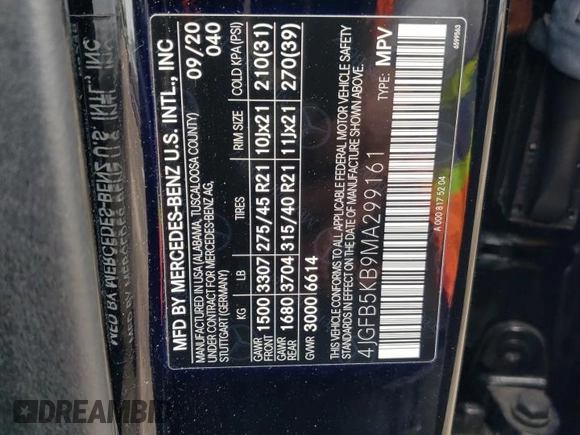 MFD BY MERCEDES-BENZ U.S. INTL., INC
MANUFACTURED IN USA (ALABAMA, TUSCALOOSA COUNTY)
UNDER CONTRACT FOR MERCEDES-BENZ AG,
STUTTGART (GERMANY)
09/20
040
KG LB TIRES RIM SIZE COLD KPA (PSI)
GAWR FRONT 1500 3307 275/45 R21 10Jx21 210(31)
GAWR REAR 1680 3704 315/40 R21 11Jx21 270(39)
GVWR 3000 6614
THIS VEHICLE CONFORMS TO ALL APPLICABLE FEDERAL MOTOR VEHICLE SAFETY
STANDARDS IN EFFECT ON THE DATE OF MANUFACTURE SHOWN ABOVE.
4JGFB5KB9MA299161 TYPE: MPV
A 000 817 52 04
6599563
DREAMBID